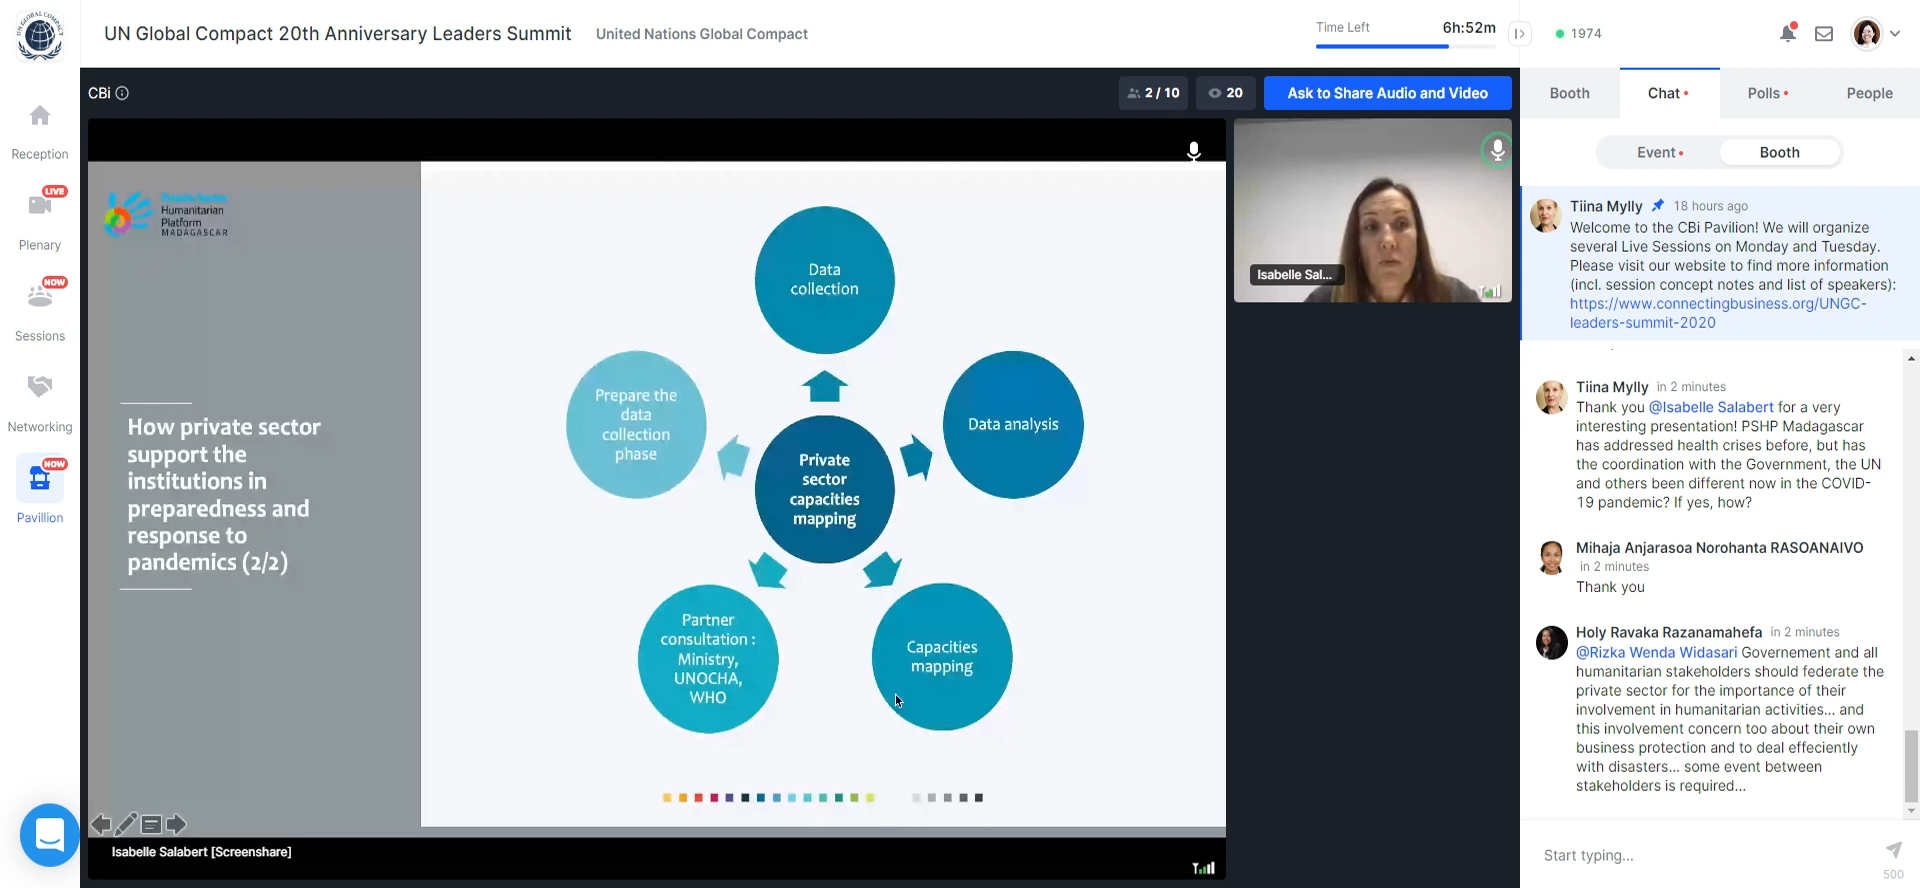 UN GLOBAL COMPACT
UN Global Compact 20th Anniversary Leaders Summit
United Nations Global Compact
Time Left
6h:52m
1974
Reception
LIVE
Plenary
NOW
Sessions
Networking
NOW
Pavillion
CBi
2 / 10
20
Ask to Share Audio and Video
Private Sector
Humanitarian
Platform
MADAGASCAR
How private sector
support the
institutions in
preparedness and
response to
pandemics (2/2)
Data
collection
Prepare the
data
collection
phase
Data analysis
Private
sector
capacities
mapping
Partner
consultation :
Ministry,
UNOCHA,
WHO
Capacities
mapping
Isabelle Salabert [Screenshare]
Isabelle Sal...
Booth
Chat
Polls
People
Event
Booth
Tiina Mylly 18 hours ago
Welcome to the CBi Pavilion! We will organize
several Live Sessions on Monday and Tuesday.
Please visit our website to find more information
(incl. session concept notes and list of speakers):
https://www.connectingbusiness.org/UNGC-
leaders-summit-2020
Tiina Mylly in 2 minutes
Thank you @Isabelle Salabert for a very
interesting presentation! PSHP Madagascar
has addressed health crises before, but has
the coordination with the Government, the UN
and others been different now in the COVID-
19 pandemic? If yes, how?
Mihaja Anjarasoa Norohanta RASOANAIVO
in 2 minutes
Thank you
Holy Ravaka Razanamahefa in 2 minutes
@Rizka Wenda Widasari Governement and all
humanitarian stakeholders should federate the
private sector for the importance of their
involvement in humanitarian activities... and
this involvement concern too about their own
business protection and to deal effeciently
with disasters... some event between
stakeholders is required...
Start typing...
500